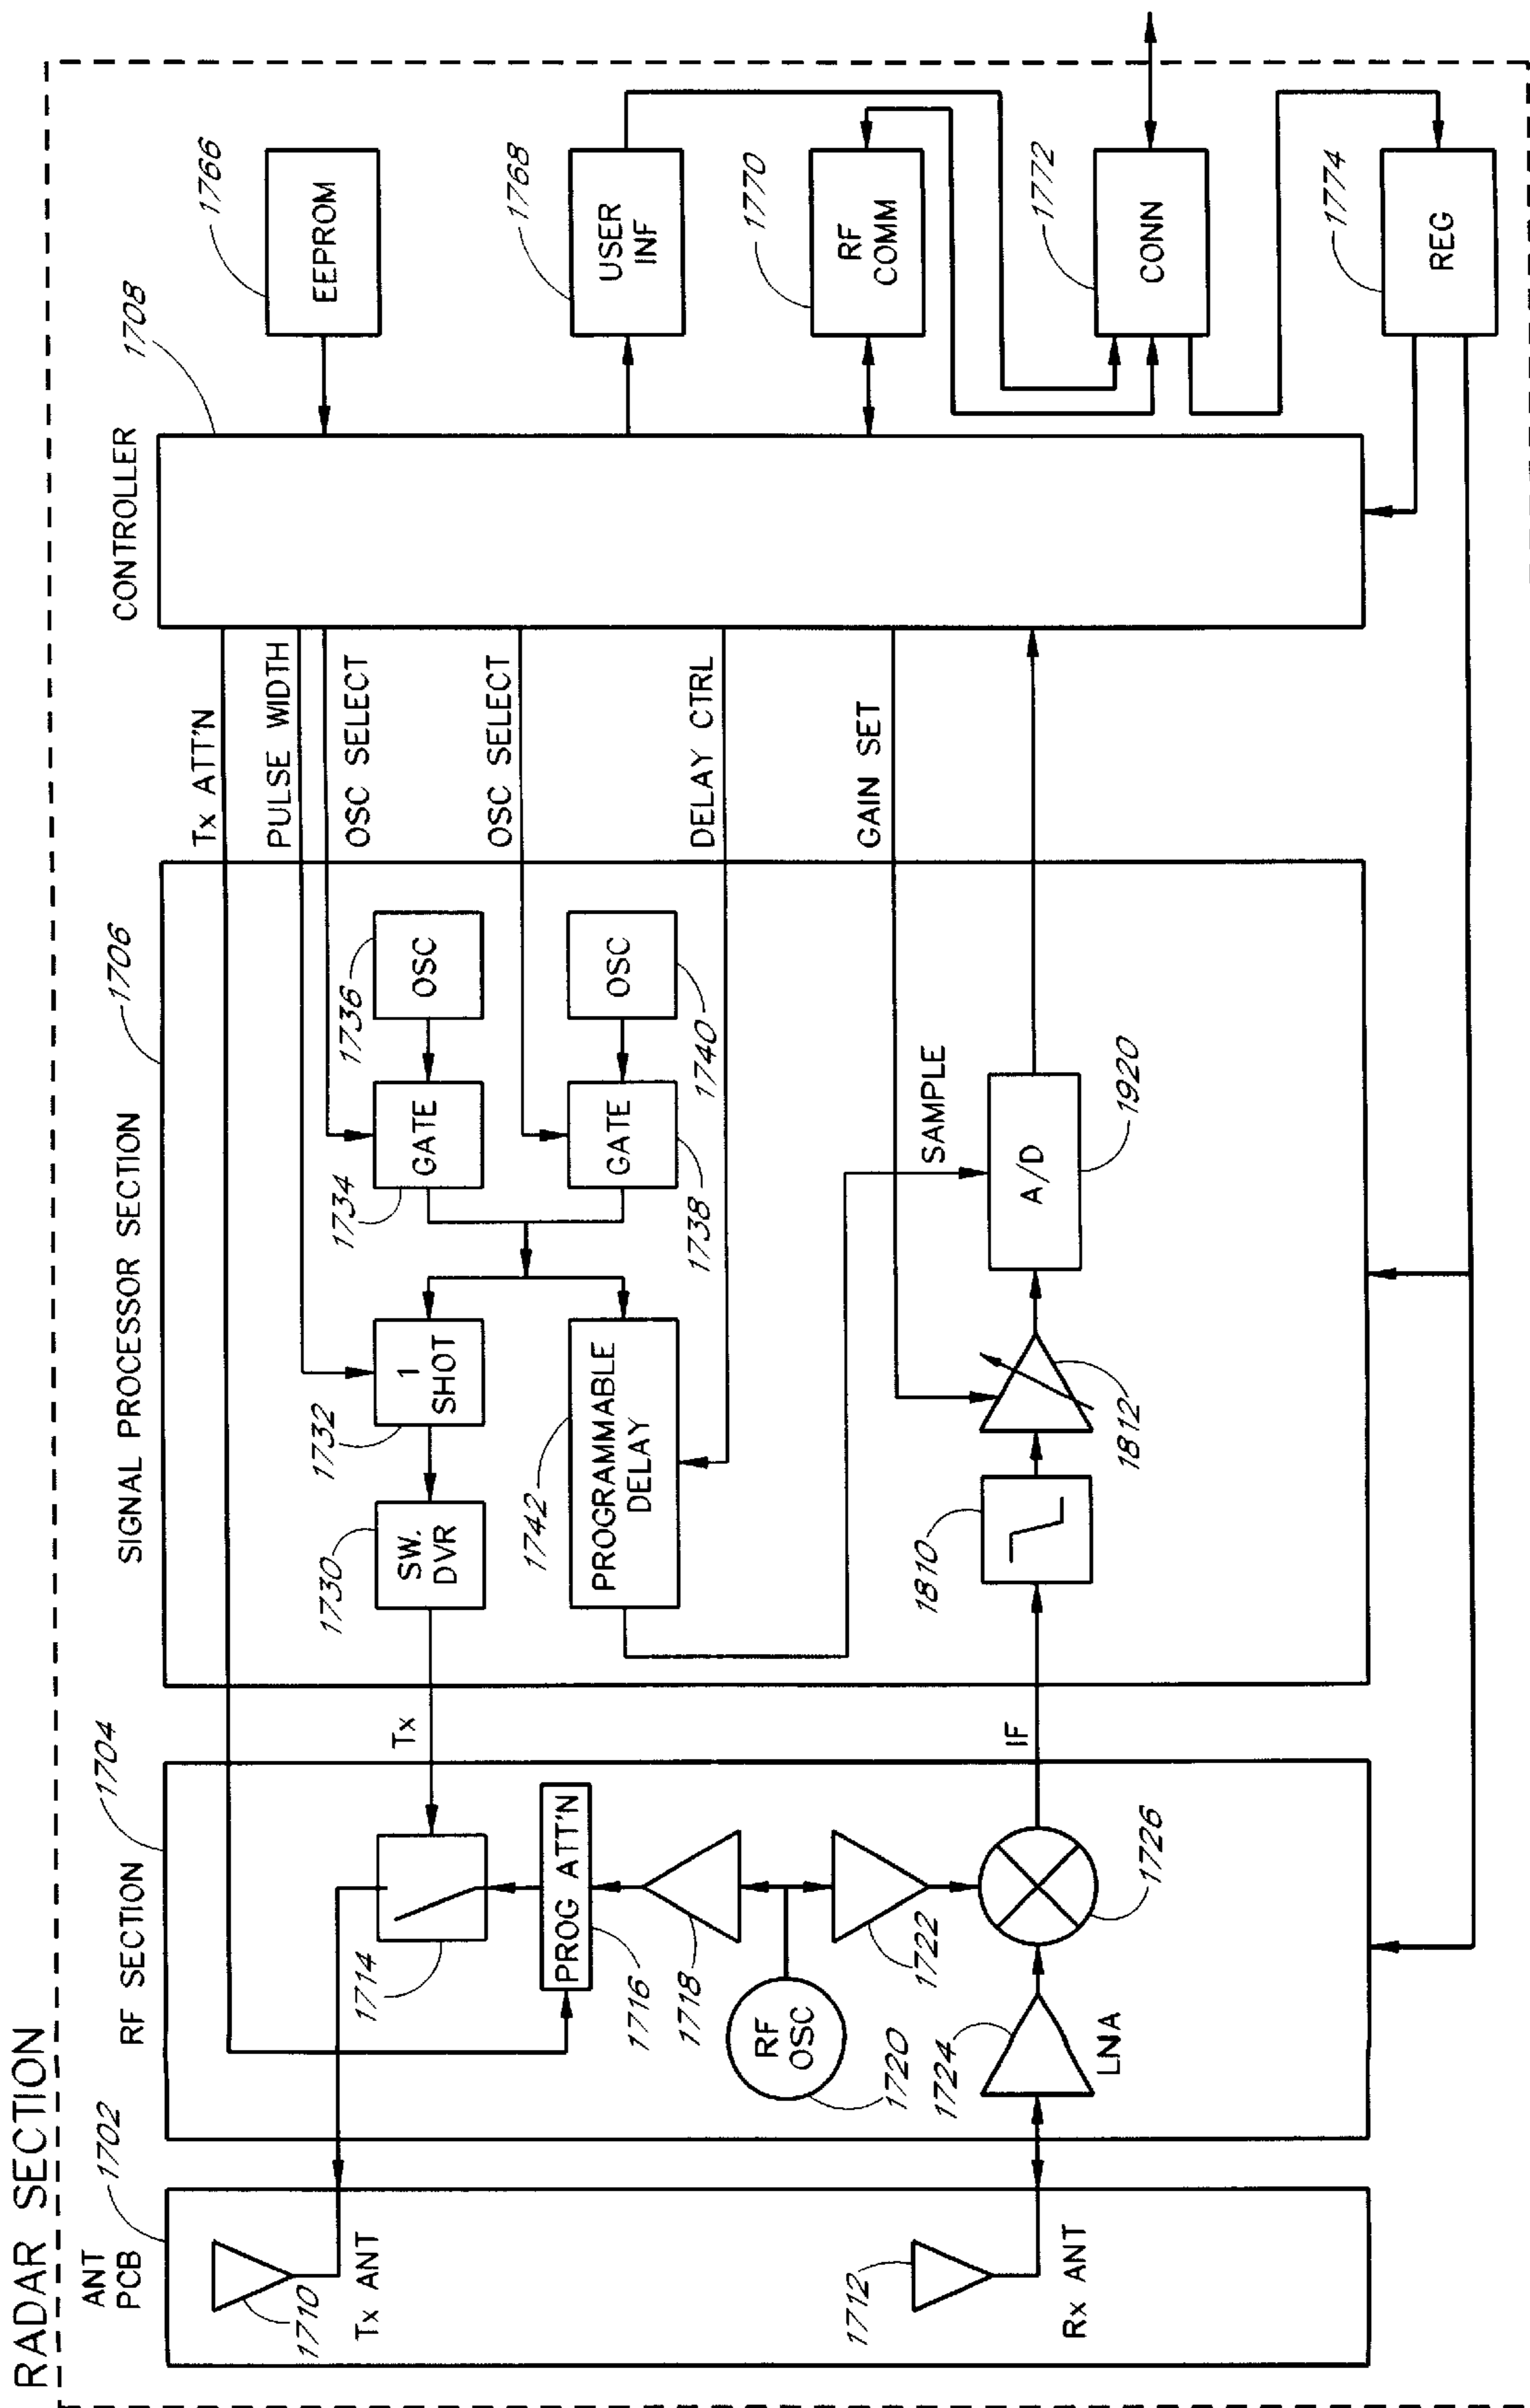 RADAR SECTION
ANT
PCB
1702
RF SECTION
1704
SIGNAL PROCESSOR SECTION
1706
CONTROLLER
1708
1710
Tx ANT
1712
Rx ANT
1714
PROG ATT'N
1716
1718
RF
OSC
1720
1722
1724
LNA
1726
Tx
IF
SW.
DVR
1730
1
SHOT
1732
GATE
1734
OSC
1736
GATE
1738
OSC
1740
PROGRAMMABLE
DELAY
1742
SAMPLE
1810
1812
A/D
1920
Tx ATT'N
PULSE WIDTH
OSC SELECT
OSC SELECT
DELAY CTRL
GAIN SET
EEPROM
1766
USER
INF
1768
RF
COMM
1770
CONN
1772
REG
1774